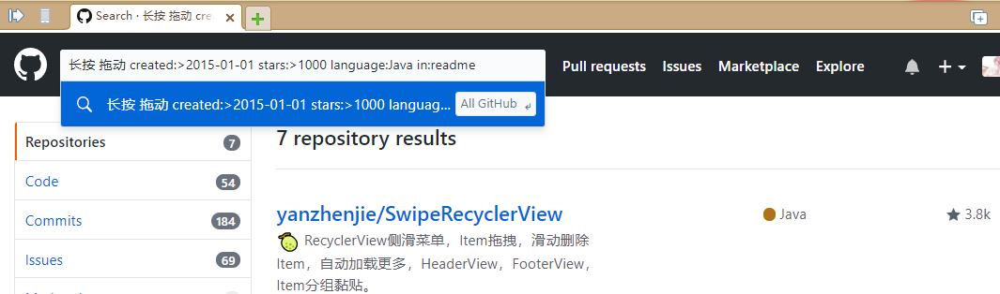 Search · 长按 拖动 cre
长按 拖动 created:>2015-01-01 stars:>1000 language:Java in:readme
Pull requests Issues Marketplace Explore
长按 拖动 created:>2015-01-01 stars:>1000 languag... All GitHub
Repositories 7
7 repository results
Code 54
Commits 184
Issues 69
yanzhenjie/SwipeRecyclerView
Java
3.8k
RecyclerView侧滑菜单，Item拖拽，滑动删除
Item，自动加载更多，HeaderView，FooterView，
Item分组黏贴。